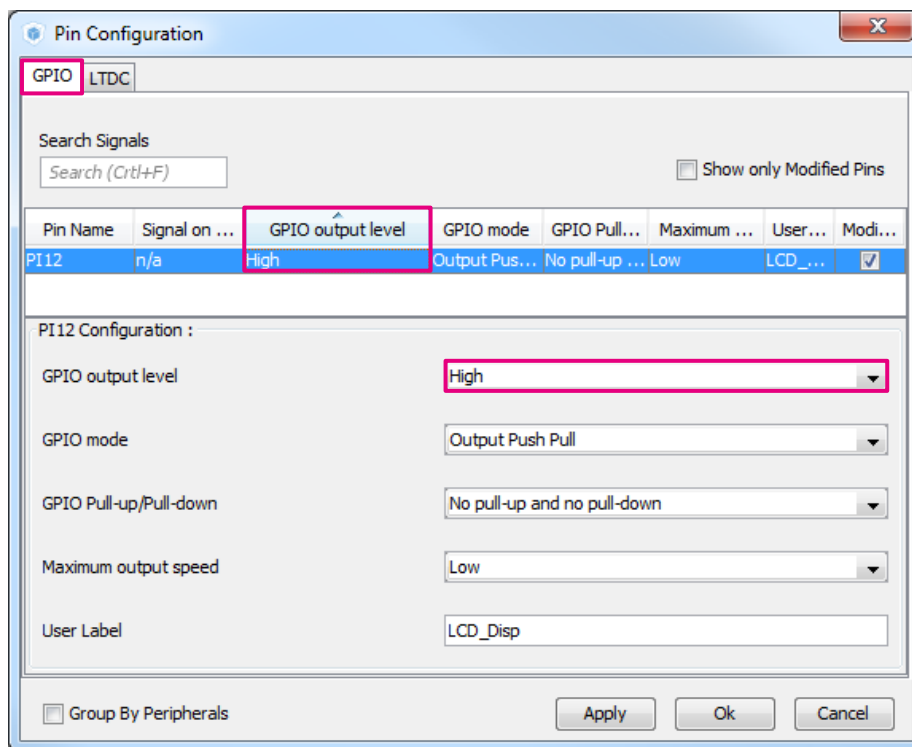 Pin Configuration
GPIO LTDC
Search Signals
Search (Crtl+F)
Show only Modified Pins
Pin Name Signal on ... GPIO output level GPIO mode GPIO Pull... Maximum ... User... Modi...
PI12 n/a High Output Pus... No pull-up ... Low LCD_...
PI12 Configuration :
GPIO output level High
GPIO mode Output Push Pull
GPIO Pull-up/Pull-down No pull-up and no pull-down
Maximum output speed Low
User Label LCD_Disp
Group By Peripherals Apply Ok Cancel